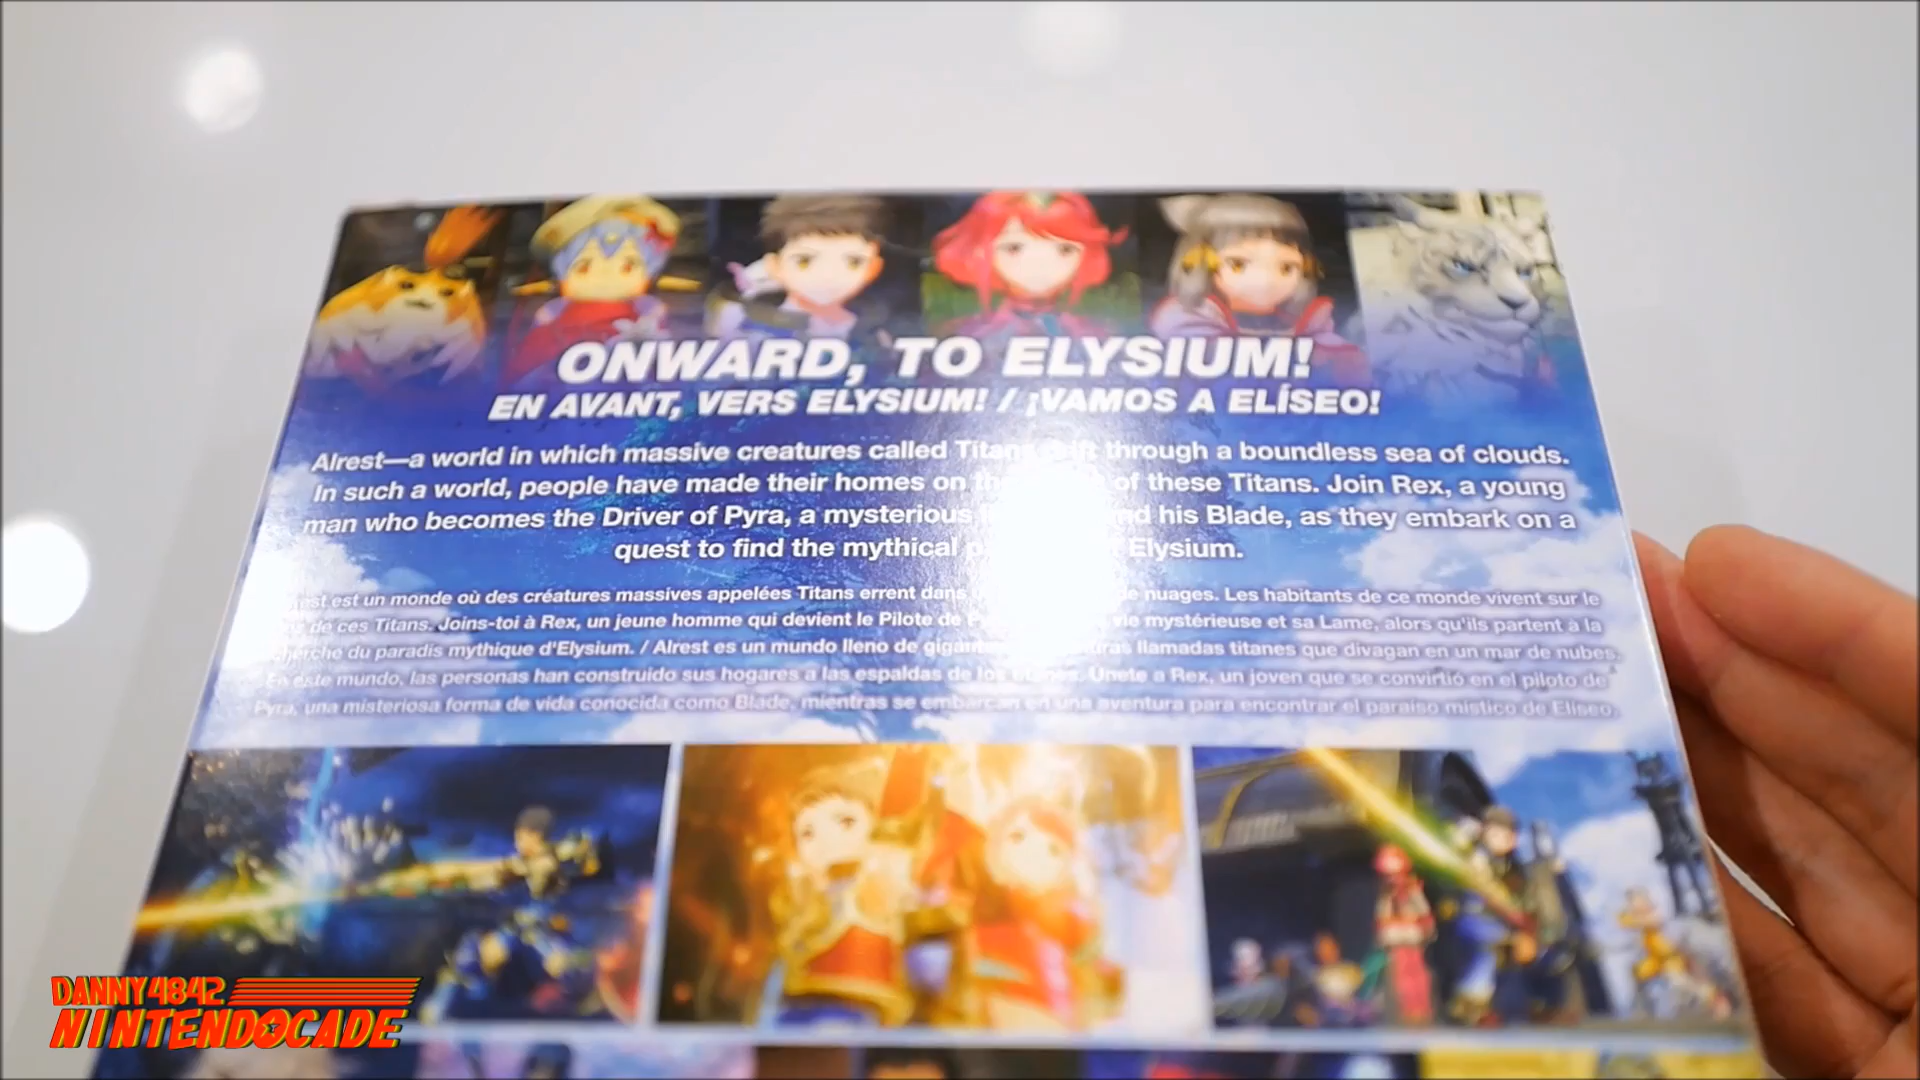 ONWARD, TO ELYSIUM!
EN AVANT, VERS ELYSIUM! / ¡VAMOS A ELÍSEO!
Alrest—a world in which massive creatures called Titans through a boundless sea of clouds.
In such a world, people have made their homes on of these Titans. Join Rex, a young
man who becomes the Driver of Pyra, a mysterious his Blade, as they embark on a
quest to find the mythical Elysium.
est un monde où des créatures massives appelées Titans errent dans nuages. Les habitants de ce monde vivent sur le
de ces Titans. Joins-toi à Rex, un jeune homme qui devient le Pilote de mystérieuse et sa Lame, alors qu'ils partent à la
du paradis mythique d'Elysium. / Alrest es un mundo lleno de llamadas titanes que divagan en un mar de nubes.
En este mundo, las personas han construido sus hogares a las espaldas de los Únete a Rex, un joven que se convirtió en el piloto de
Pyra, una misteriosa forma de vida conocida como Blade, mientras se embarcan en una aventura para encontrar el paraíso místico de Elíseo.
DANNY4842
NINTENDOCADE